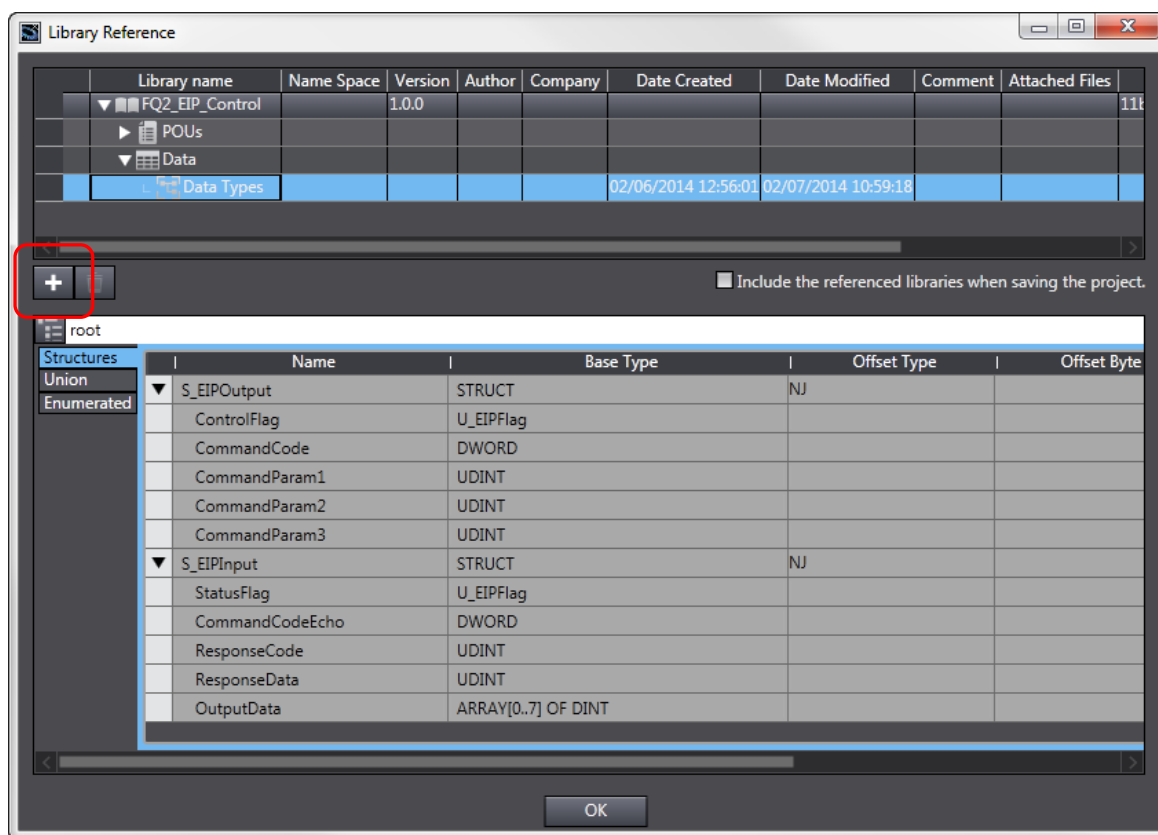 Library Reference
Library name Name Space Version Author Company Date Created Date Modified Comment Attached Files
FQ2_EIP_Control 1.0.0
POUs
Data
Data Types 02/06/2014 12:56:01 02/07/2014 10:59:18
Include the referenced libraries when saving the project.
root
Structures
Union
Enumerated
Name Base Type Offset Type Offset Byte
S_EIPOutput STRUCT NJ
ControlFlag U_EIPFlag
CommandCode DWORD
CommandParam1 UDINT
CommandParam2 UDINT
CommandParam3 UDINT
S_EIPInput STRUCT NJ
StatusFlag U_EIPFlag
CommandCodeEcho DWORD
ResponseCode UDINT
ResponseData UDINT
OutputData ARRAY[0..7] OF DINT
OK